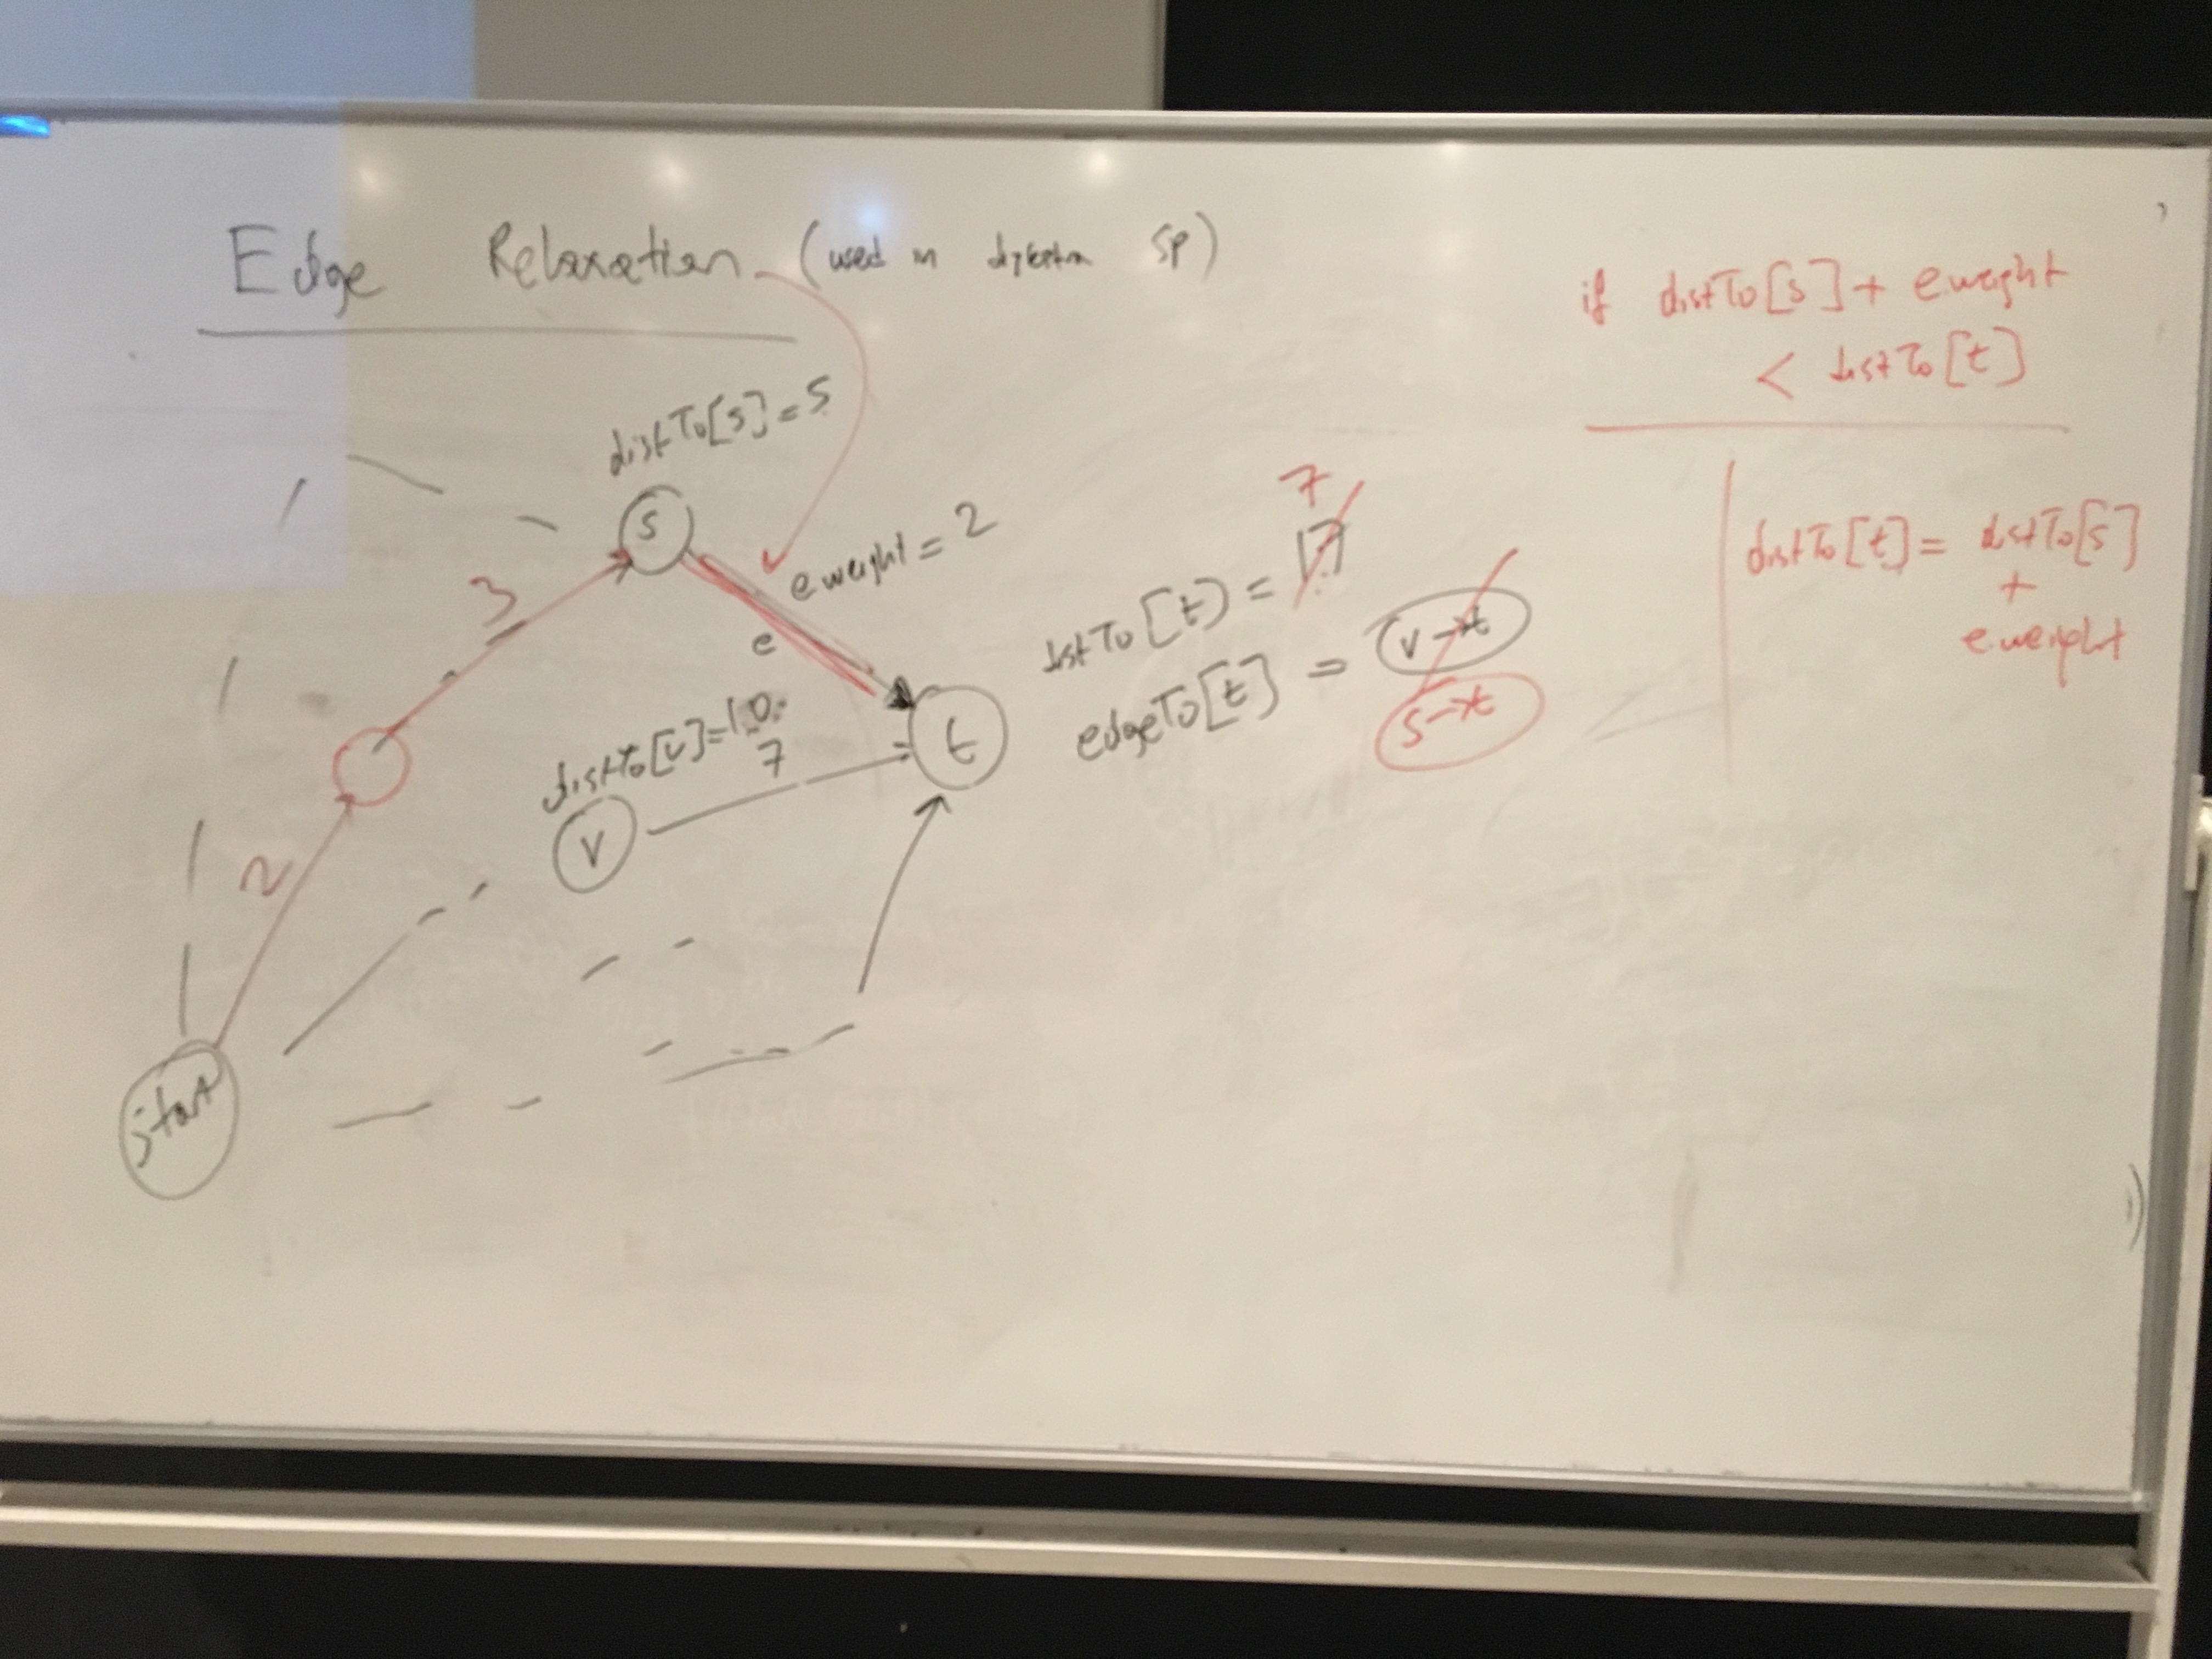 Edge Relaxation (used in dijkstra SP)
if distTo[s] + eweight
< distTo[t]
distTo[t] = distTo[s]
+
eweight
distTo[s] = 5
s
eweight = 2
e
3
7
distTo[t] =
edgeTo[t] = v→t
s→t
distTo[v] = 10
7
t
v
2
start